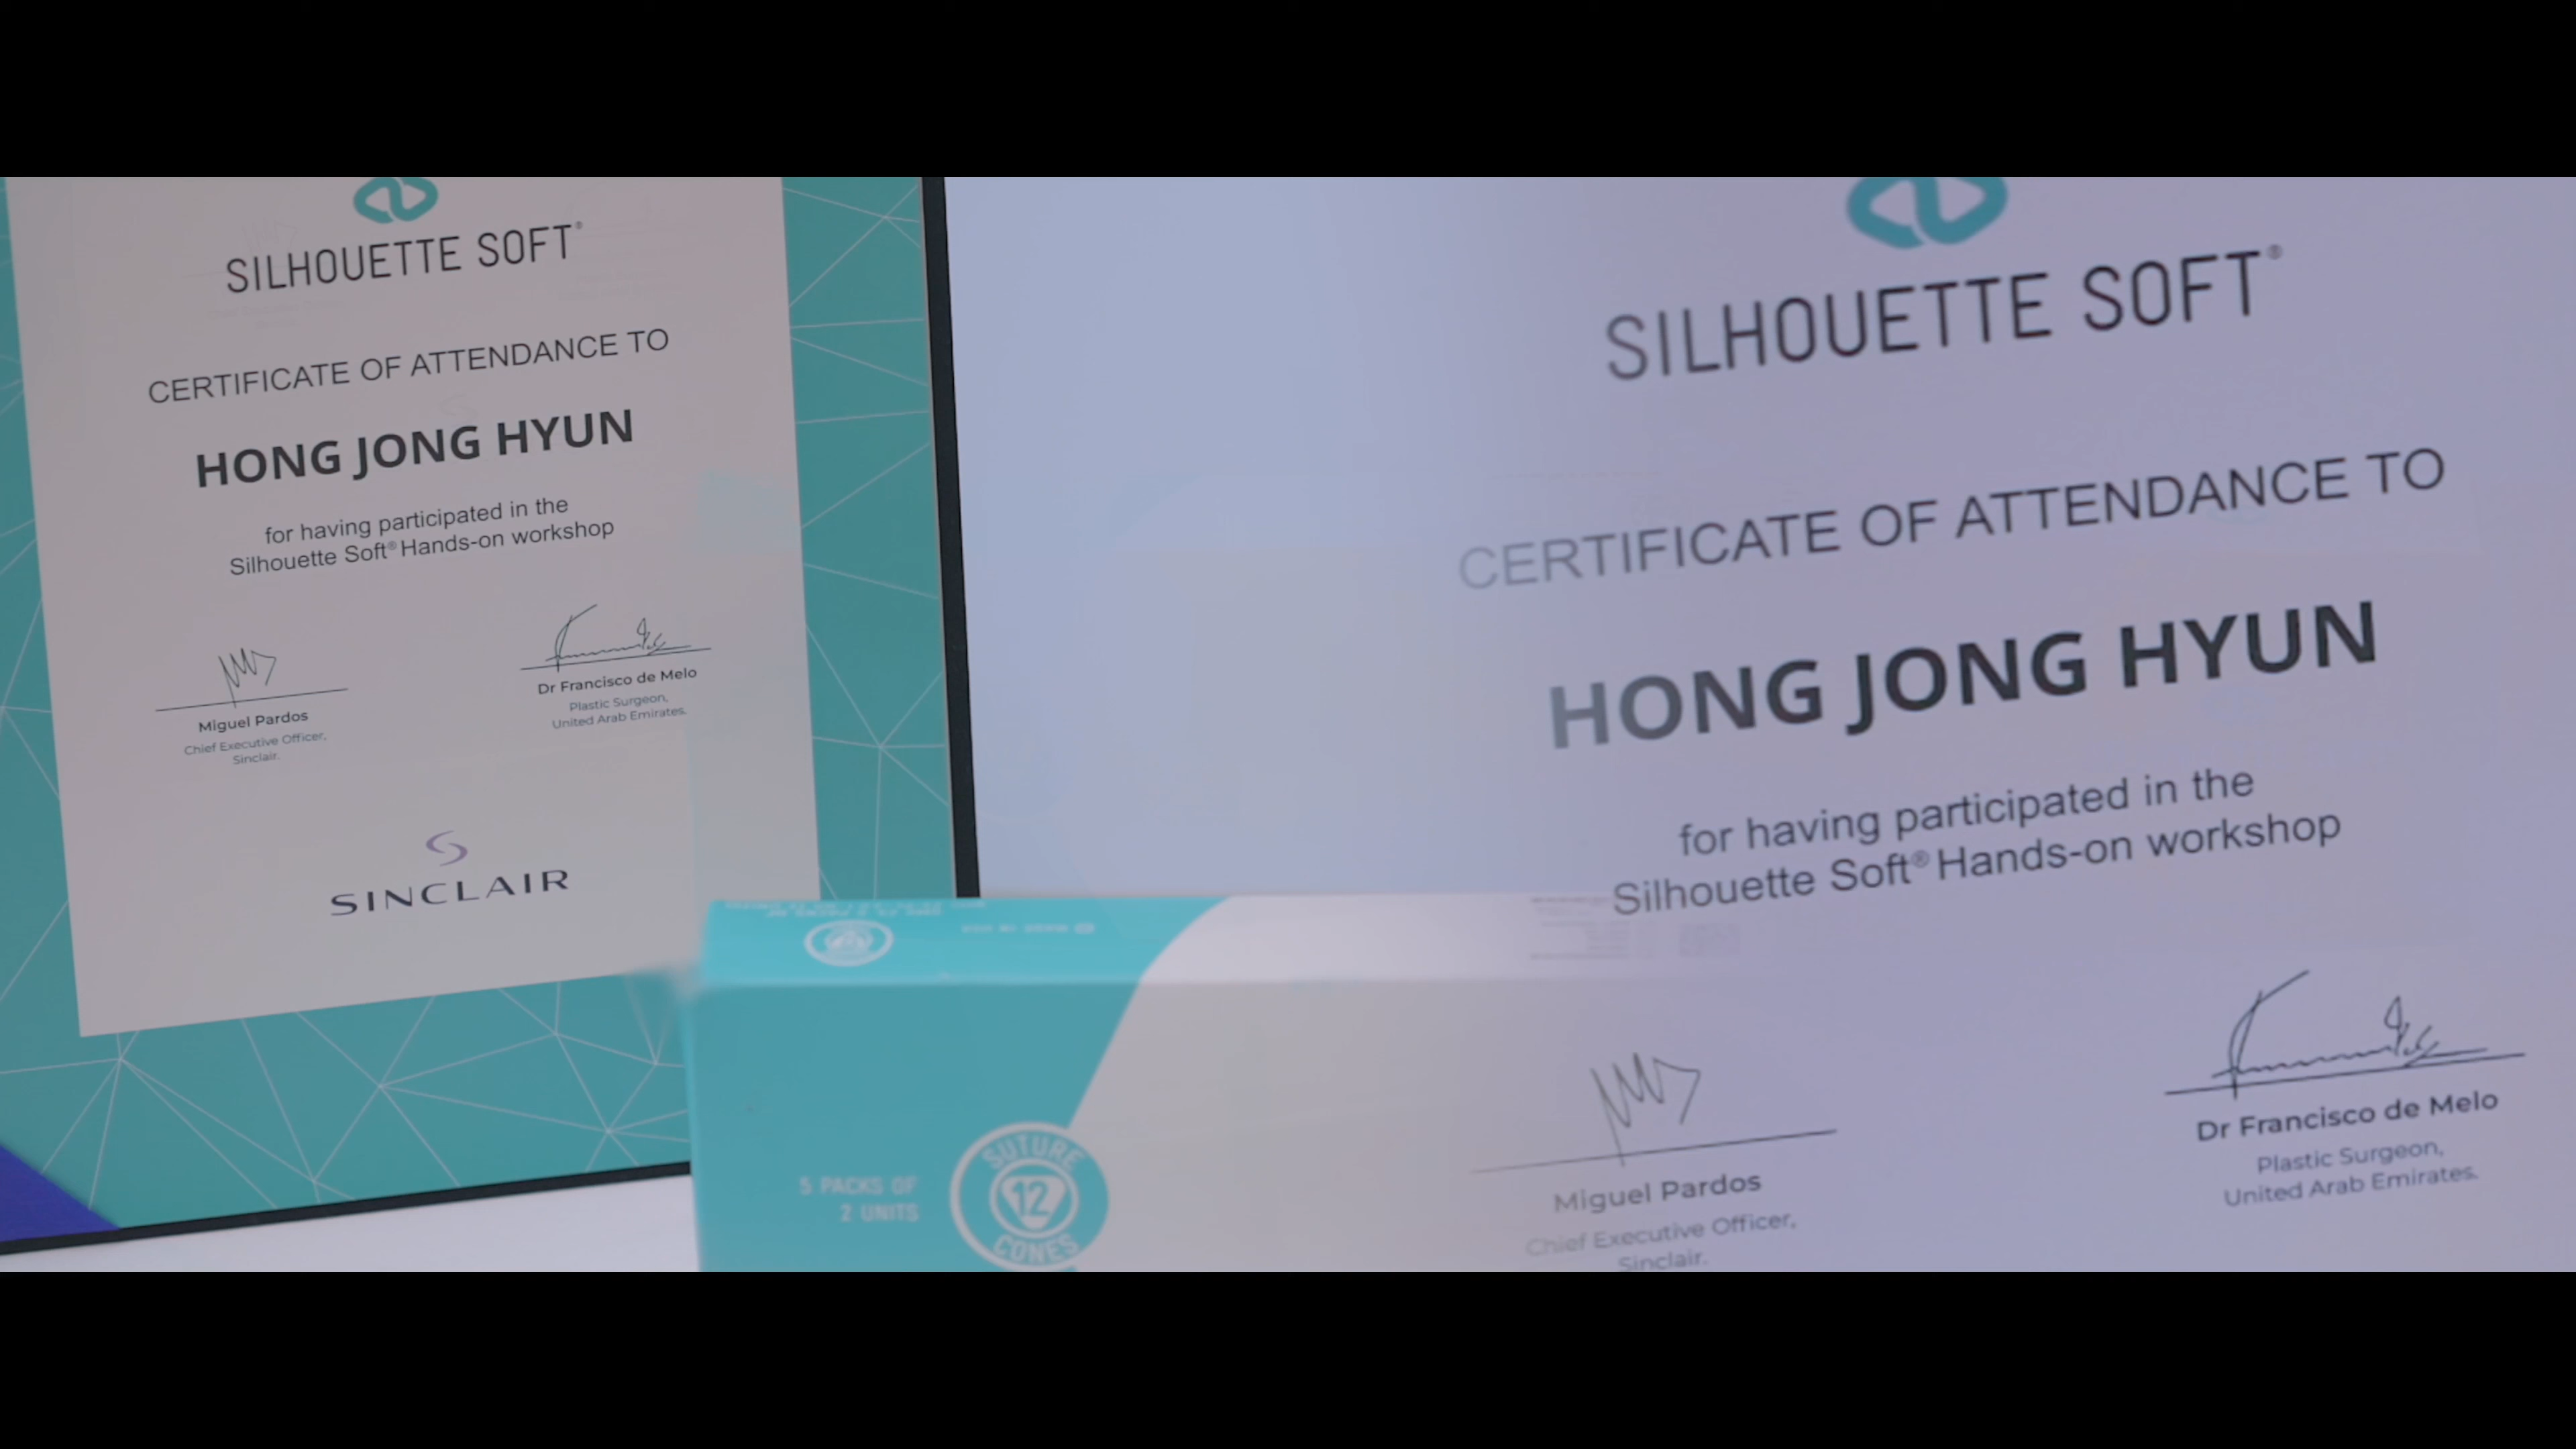 SILHOUETTE SOFT®
CERTIFICATE OF ATTENDANCE TO
HONG JONG HYUN
for having participated in the
Silhouette Soft® Hands-on workshop
Miguel Pardos
Chief Executive Officer,
Sinclair.
Dr Francisco de Melo
Plastic Surgeon,
United Arab Emirates.
SINCLAIR
5 PACKS OF
2 UNITS
SUTURE
12
CONES
SILHOUETTE SOFT®
CERTIFICATE OF ATTENDANCE TO
HONG JONG HYUN
for having participated in the
Silhouette Soft® Hands-on workshop
Miguel Pardos
Chief Executive Officer,
Sinclair.
Dr Francisco de Melo
Plastic Surgeon,
United Arab Emirates.